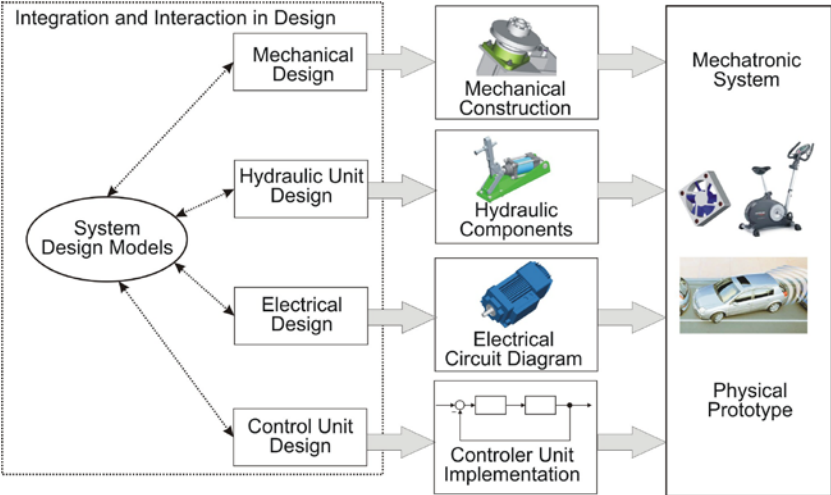 Integration and Interaction in Design
Mechanical
Design
Mechanical
Construction
Mechatronic
System
Hydraulic Unit
Design
Hydraulic
Components
System
Design Models
Electrical
Design
Electrical
Circuit Diagram
Control Unit
Design
Controler Unit
Implementation
Physical
Prototype